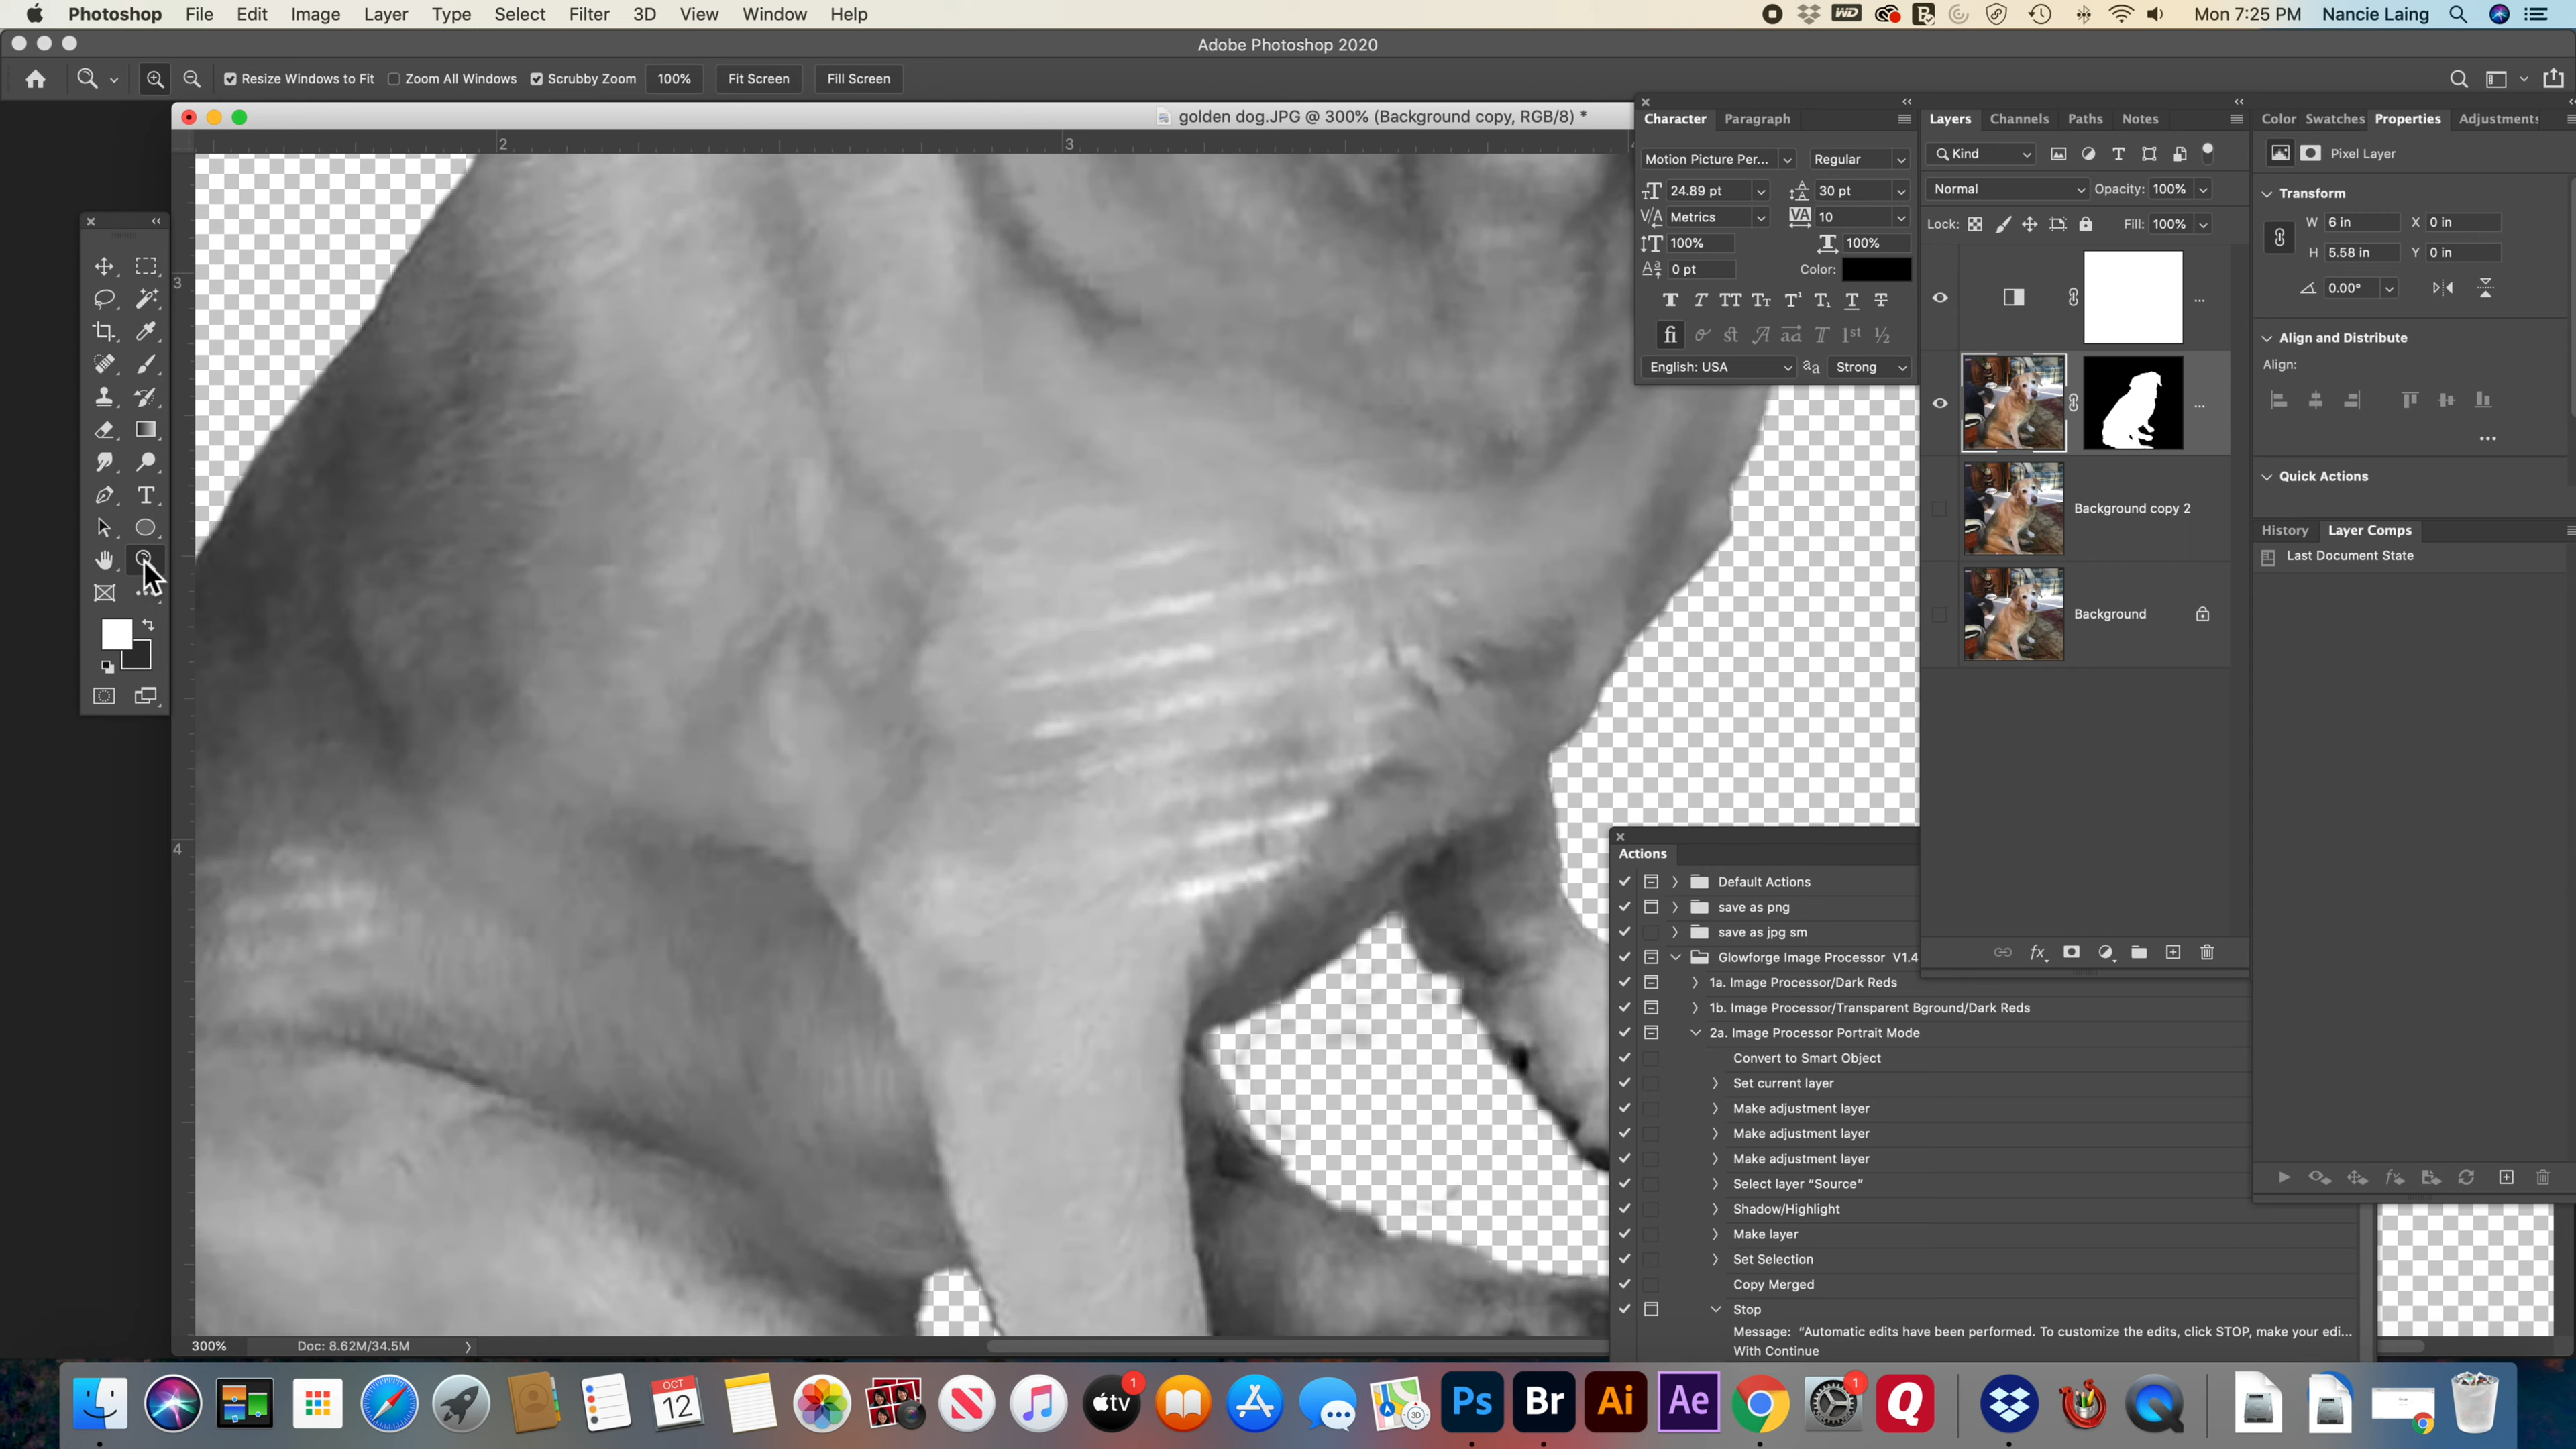 Photoshop File Edit Image Layer Type Select Filter 3D View Window Help Mon 7:25 PM Nancie Laing
Adobe Photoshop 2020
Resize Windows to Fit Zoom All Windows Scrubby Zoom 100% Fit Screen Fill Screen
golden dog.JPG @ 300% (Background copy, RGB/8) *
2 3
3
4
Character Paragraph
Motion Picture Per... Regular
24.89 pt 30 pt
Metrics 10
100% 100%
0 pt Color:
English: USA Strong
Layers Channels Paths Notes
Kind
Normal Opacity: 100%
Lock: Fill: 100%
Background copy 2
Background
Color Swatches Properties Adjustments
Pixel Layer
Transform
W 6 in X 0 in
H 5.58 in Y 0 in
0.00°
Align and Distribute
Align:
Quick Actions
History Layer Comps
Last Document State
Actions
Default Actions
save as png
save as jpg sm
Glowforge Image Processor V1.4
1a. Image Processor/Dark Reds
1b. Image Processor/Transparent Bground/Dark Reds
2a. Image Processor Portrait Mode
Convert to Smart Object
Set current layer
Make adjustment layer
Make adjustment layer
Make adjustment layer
Select layer “Source”
Shadow/Highlight
Make layer
Set Selection
Copy Merged
Stop
Message: “Automatic edits have been performed. To customize the edits, click STOP, make your edi...
With Continue
300% Doc: 8.62M/34.5M
OCT
12
tv 1
3D
Ps Br Ai Ae
1
Q